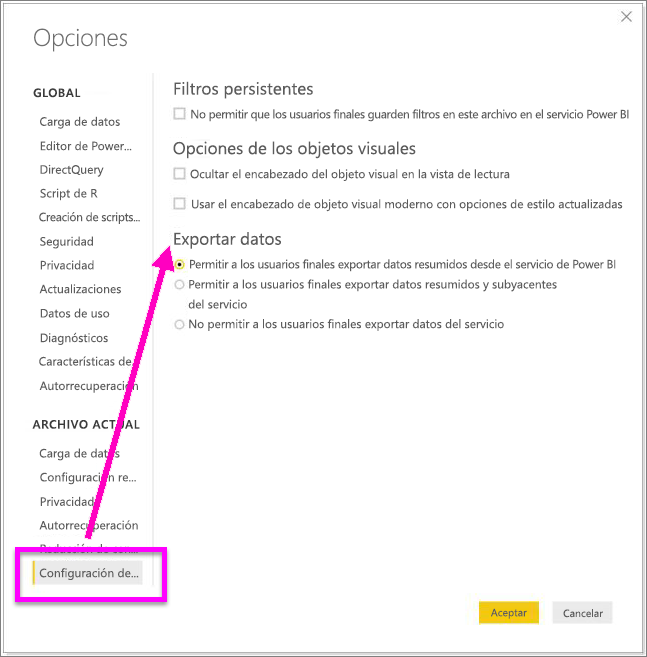 Opciones
GLOBAL
Carga de datos
Editor de Power...
DirectQuery
Script de R
Creación de scripts...
Seguridad
Privacidad
Actualizaciones
Datos de uso
Diagnósticos
Características de...
Autorrecuperación
ARCHIVO ACTUAL
Carga de datos
Configuración re...
Privacidad
Autorrecuperación
Configuración de...
Filtros persistentes
No permitir que los usuarios finales guarden filtros en este archivo en el servicio Power BI
Opciones de los objetos visuales
Ocultar el encabezado del objeto visual en la vista de lectura
Usar el encabezado de objeto visual moderno con opciones de estilo actualizadas
Exportar datos
Permitir a los usuarios finales exportar datos resumidos desde el servicio de Power BI
Permitir a los usuarios finales exportar datos resumidos y subyacentes
del servicio
No permitir a los usuarios finales exportar datos del servicio
Aceptar
Cancelar